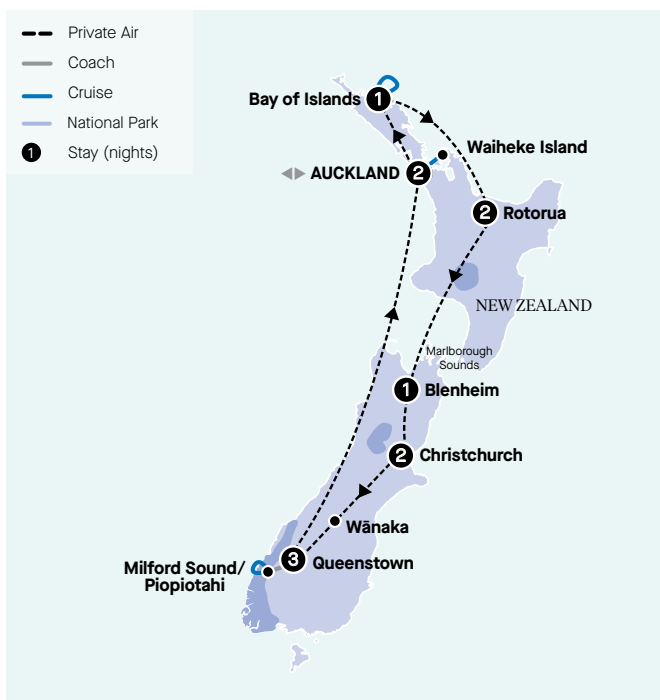 Private Air
Coach
Cruise
National Park
1 Stay (nights)
Bay of Islands
1
Waiheke Island
AUCKLAND
2
2
Rotorua
NEW ZEALAND
Marlborough
Sounds
1
Blenheim
2
Christchurch
Wānaka
Milford Sound/
Piopiotahi
3
Queenstown